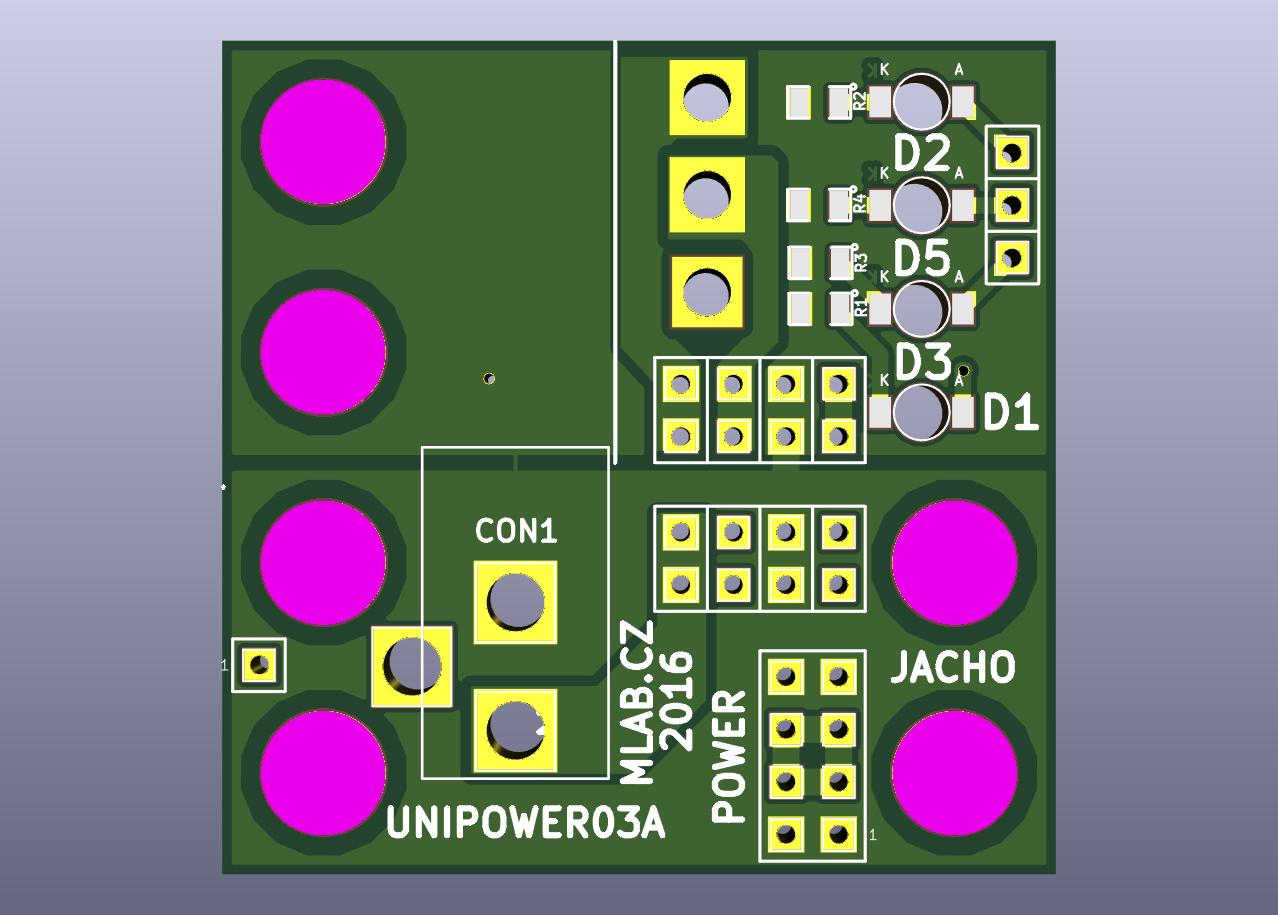 K A
R2
D2
K A
R4
D5
R3
K A
R1
D3
K A
D1
CON1
1
MLAB.CZ
2016
JACHO
POWER
UNIPOWER03A
1